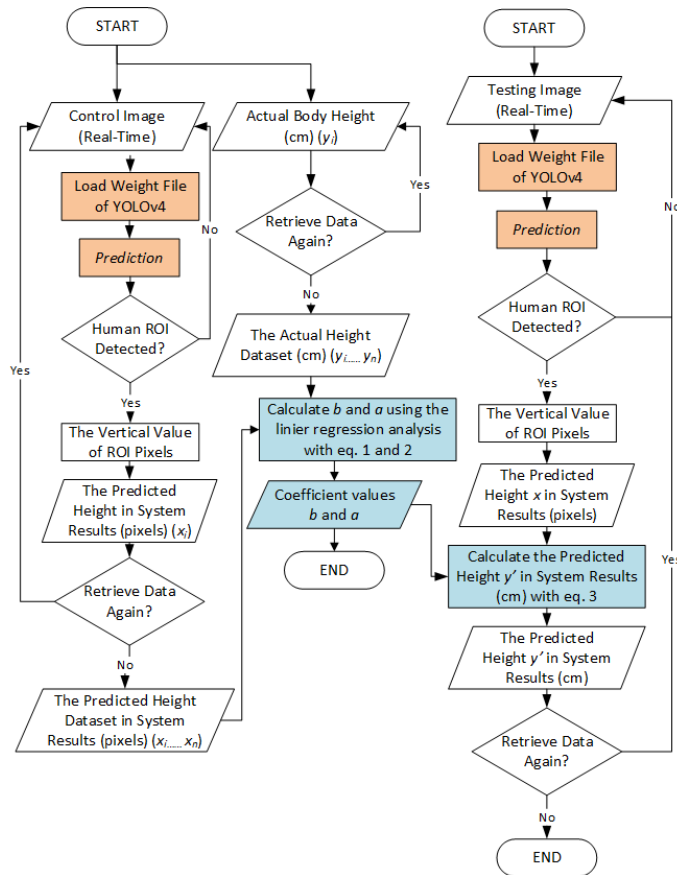 START
Control Image
(Real-Time)
Load Weight File
of YOLOv4
Prediction
No
Human ROI
Detected?
Yes
Yes
The Vertical Value
of ROI Pixels
The Predicted
Height in System
Results (pixels) (xi)
Retrieve Data
Again?
No
The Predicted Height
Dataset in System
Results (pixels) (xi...... xn)
Actual Body Height
(cm) (yi)
Yes
Retrieve Data
Again?
No
The Actual Height
Dataset (cm) (yi...... yn)
Calculate b and a using the
linier regression analysis
with eq. 1 and 2
Coefficient values
b and a
END
START
Testing Image
(Real-Time)
Load Weight File
of YOLOv4
No
Prediction
Human ROI
Detected?
Yes
The Vertical Value
of ROI Pixels
The Predicted
Height x in System
Results (pixels)
Yes
Calculate the Predicted
Height y’ in System Results
(cm) with eq. 3
The Predicted
Height y’ in System
Results (cm)
Retrieve Data
Again?
No
END